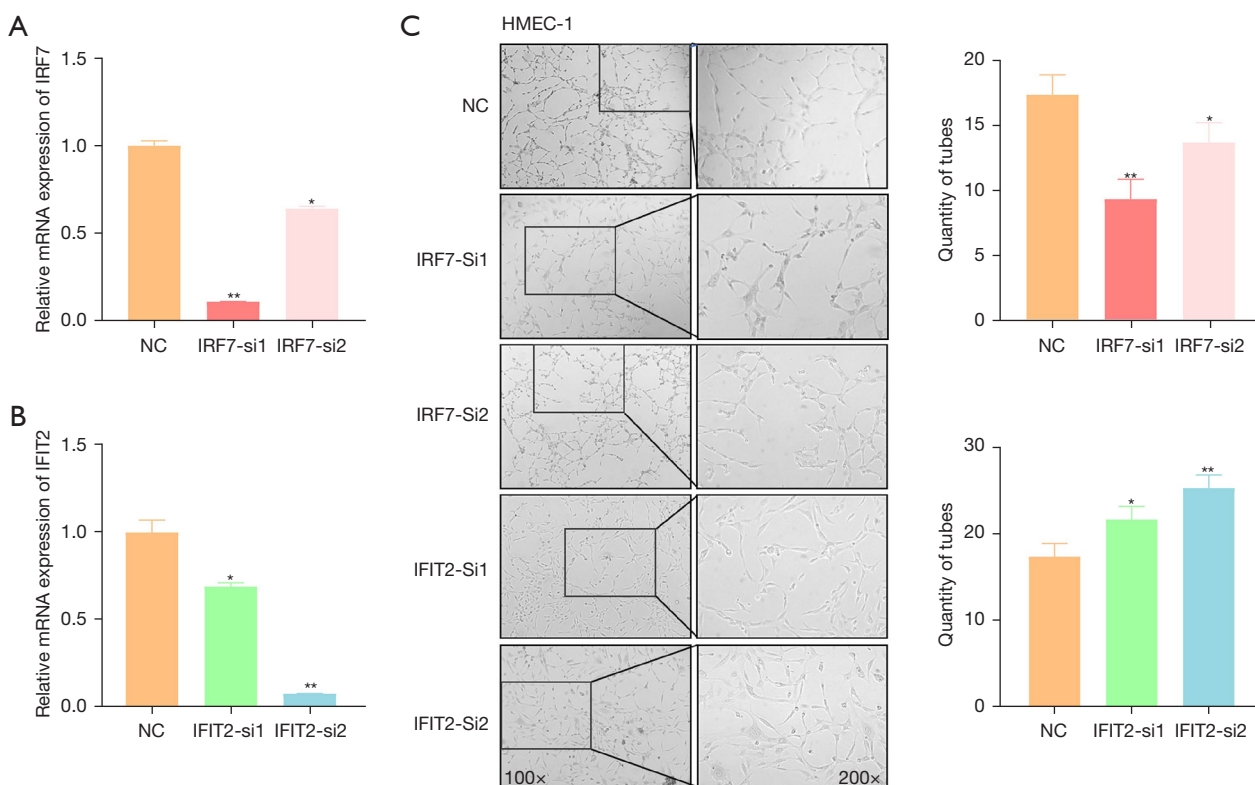 A
Relative mRNA expression of IRF7
1.5
1.0
0.5
0.0
**
*
NC
IRF7-si1
IRF7-si2
B
Relative mRNA expression of IFIT2
1.5
1.0
0.5
0.0
*
**
NC
IFIT2-si1
IFIT2-si2
C
HMEC-1
NC
IRF7-Si1
IRF7-Si2
IFIT2-Si1
IFIT2-Si2
100×
200×
Quantity of tubes
20
15
10
5
0
**
*
NC
IRF7-si1
IRF7-si2
Quantity of tubes
30
20
10
0
*
**
NC
IFIT2-si1
IFIT2-si2